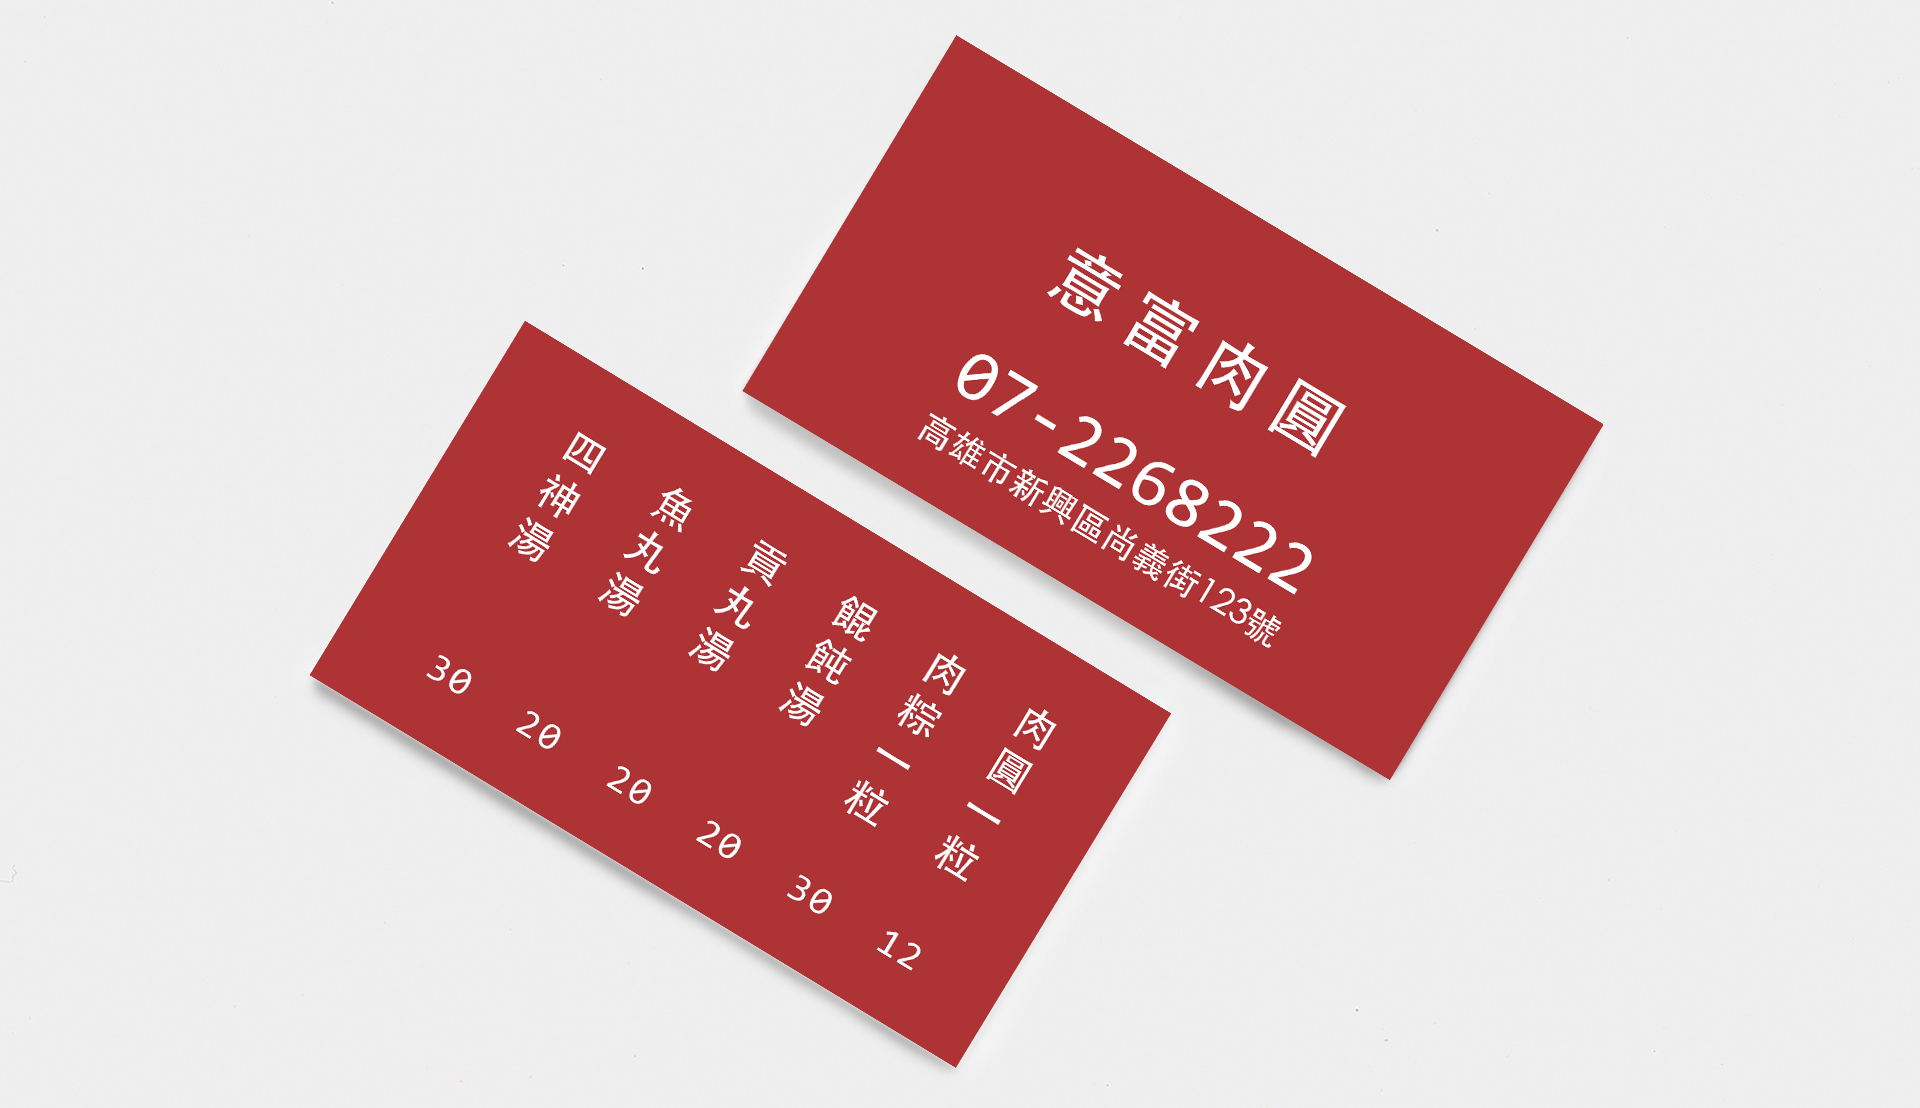 意富肉圓
07-2268222
高雄市新興區尚義街123號
肉圓一粒 12
肉粽一粒 30
餛飩湯 20
貢丸湯 20
魚丸湯 20
四神湯 30